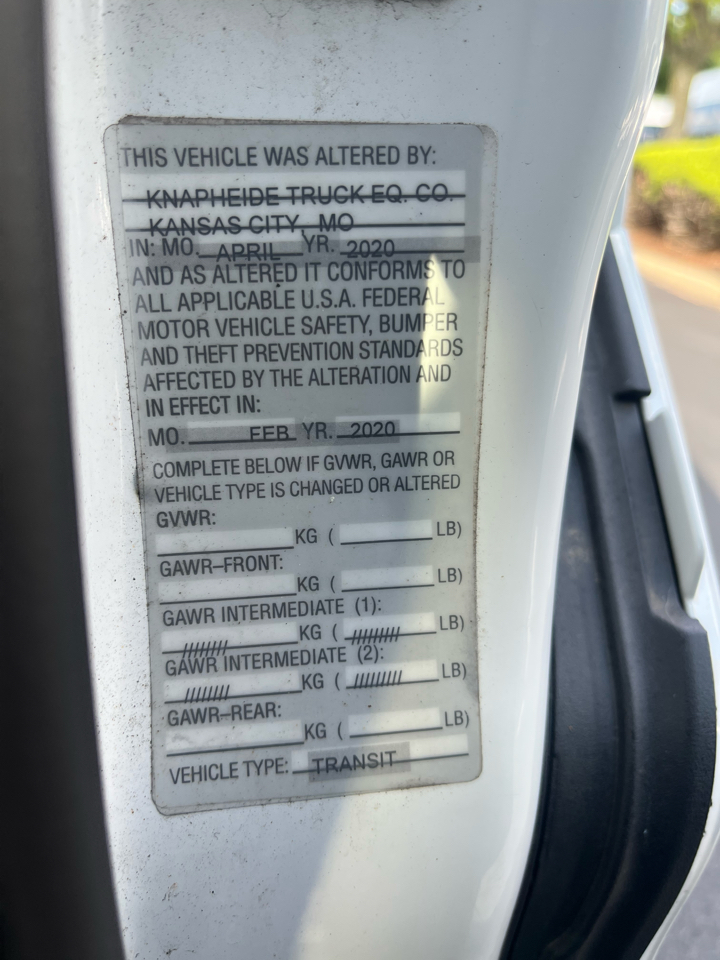 THIS VEHICLE WAS ALTERED BY:
KNAPHEIDE TRUCK EQ. CO.
KANSAS CITY, MO
IN: MO. APRIL YR. 2020
AND AS ALTERED IT CONFORMS TO
ALL APPLICABLE U.S.A. FEDERAL
MOTOR VEHICLE SAFETY, BUMPER
AND THEFT PREVENTION STANDARDS
AFFECTED BY THE ALTERATION AND
IN EFFECT IN:
MO. FEB YR. 2020
COMPLETE BELOW IF GVWR, GAWR OR
VEHICLE TYPE IS CHANGED OR ALTERED
GVWR:
KG ( LB)
GAWR–FRONT:
KG ( LB)
GAWR INTERMEDIATE (1):
/////// KG ( //////// LB)
GAWR INTERMEDIATE (2):
/////// KG ( //////// LB)
GAWR–REAR:
KG ( LB)
VEHICLE TYPE: TRANSIT